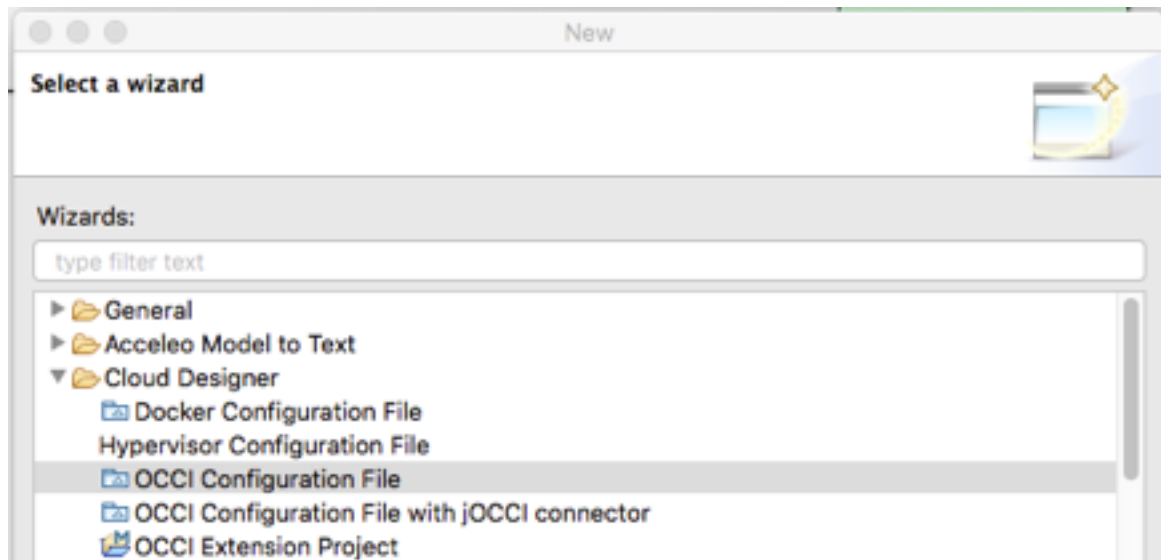 New
Select a wizard
Wizards:
type filter text
General
Acceleo Model to Text
Cloud Designer
Docker Configuration File
Hypervisor Configuration File
OCCI Configuration File
OCCI Configuration File with jOCCI connector
OCCI Extension Project